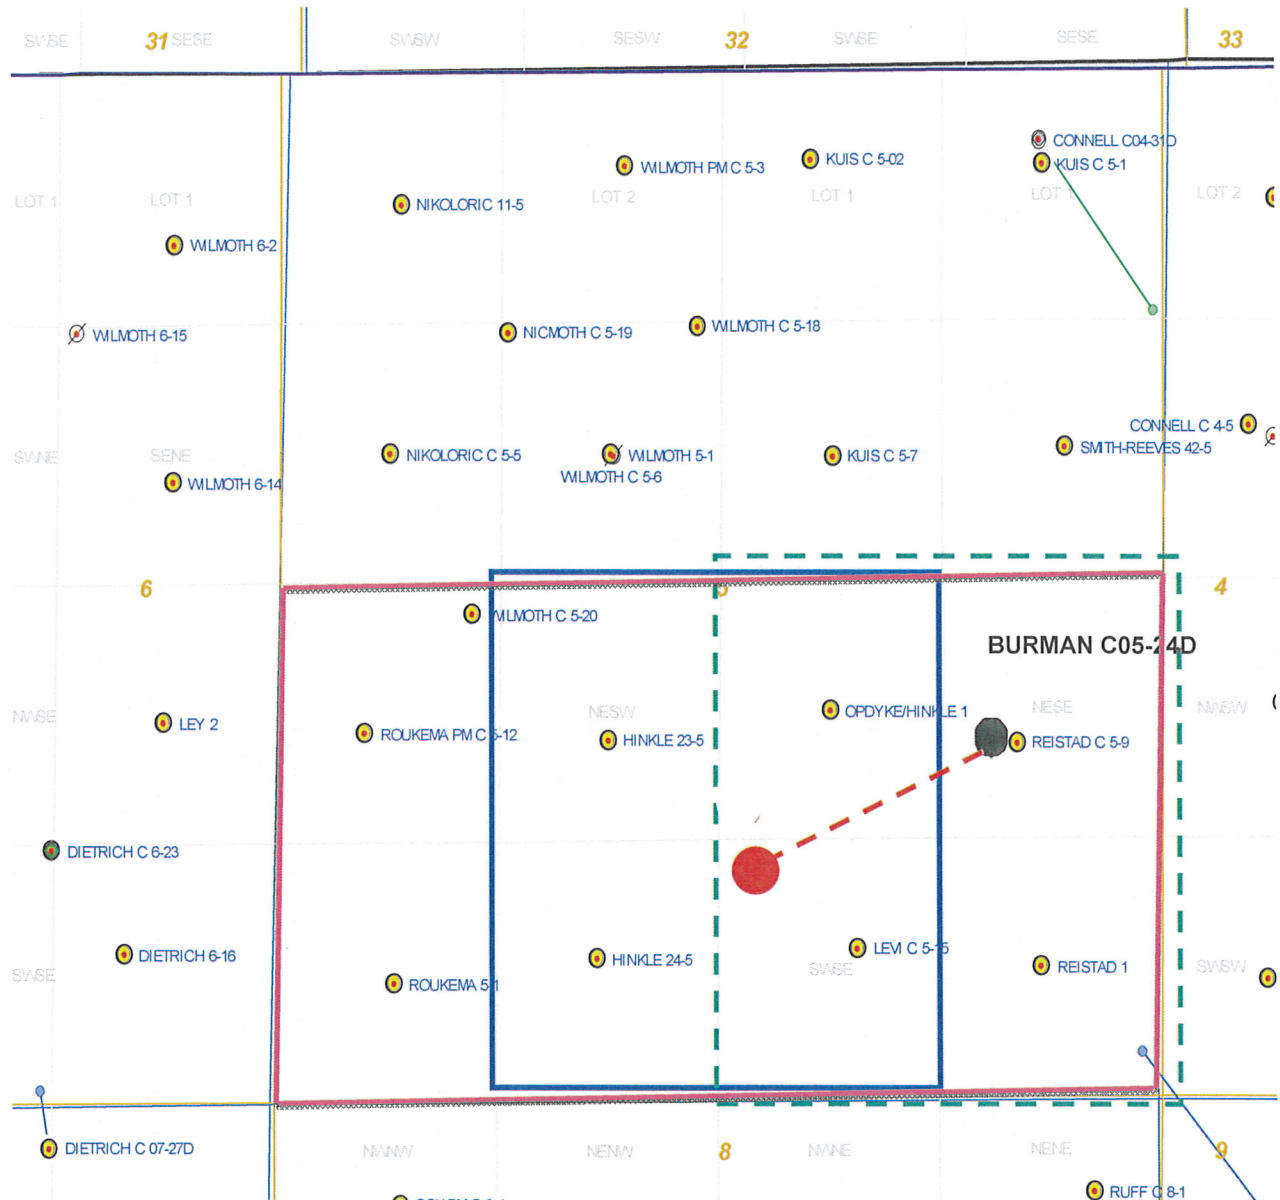 SWSE
31
SESE
SWSW
SESW
32
SWSE
SESE
33
CONNELL C04-31D
KUIS C 5-02
KUIS C 5-1
WILMOTH PM C 5-3
LOT 1
LOT 1
NIKOLORIC 11-5
LOT 2
LOT 1
LOT 1
LOT 2
WILMOTH 6-2
WILMOTH 6-15
NICMOTH C 5-19
WILMOTH C 5-18
CONNELL C 4-5
SMITH-REEVES 42-5
SWNE
SENE
NIKOLORIC C 5-5
WILMOTH 5-1
KUIS C 5-7
WILMOTH C 5-6
WILMOTH 6-14
6
5
4
WILMOTH C 5-20
BURMAN C05-24D
NWSE
LEY 2
NESW
OPDYKE/HINKLE 1
NESE
NWSW
ROUKEMA PM C 5-12
HINKLE 23-5
REISTAD C 5-9
DIETRICH C 6-23
DIETRICH 6-16
HINKLE 24-5
LEVI C 5-15
SWSE
SWSE
REISTAD 1
SWSW
ROUKEMA 5-1
DIETRICH C 07-27D
NWNW
NENW
8
NWNE
NENE
9
RUFF C 8-1